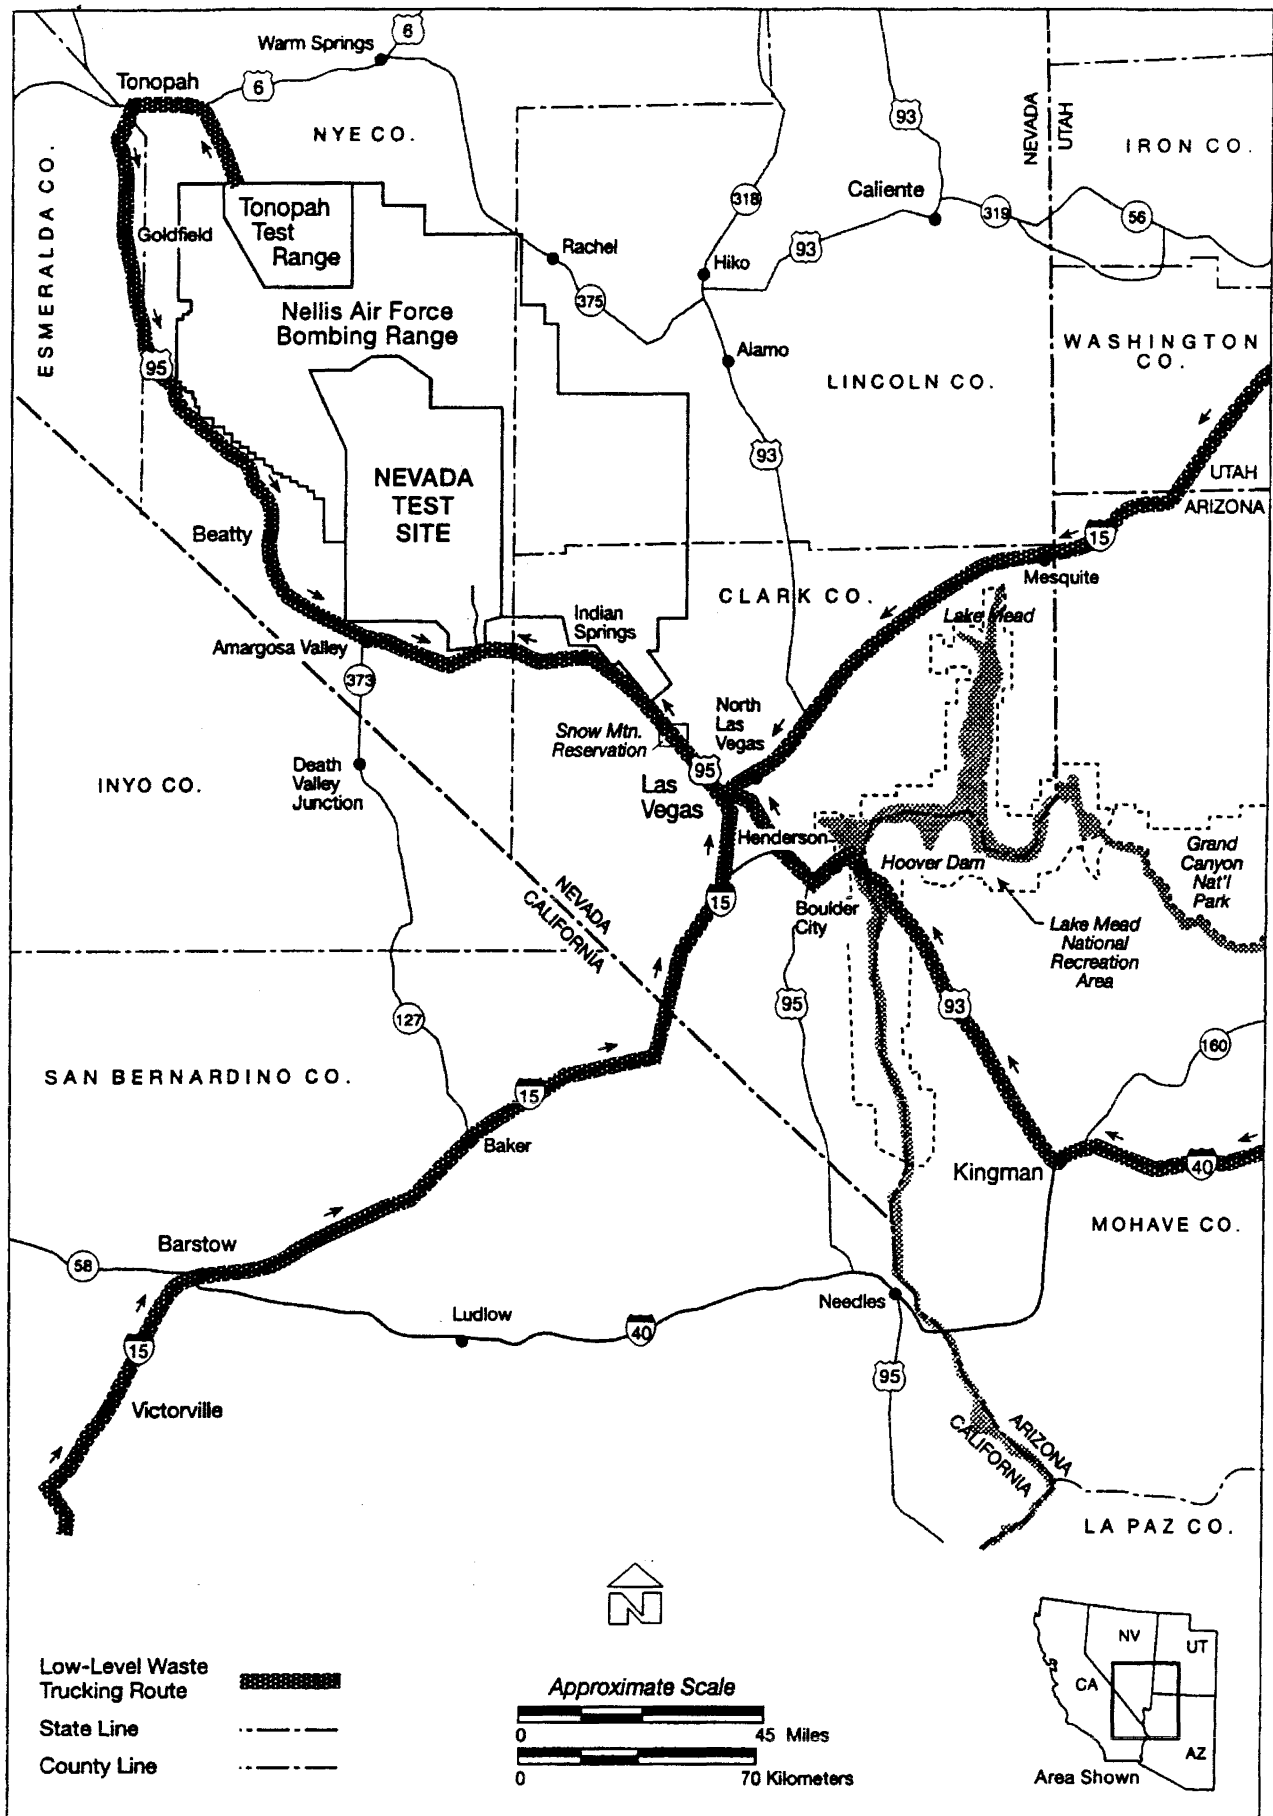 6
Warm Springs
Tonopah
6
93
NYE CO.
NEVADA
UTAH
IRON CO.
ESMERALDA CO.
Caliente
318
319
56
Tonopah
Test
Range
Goldfield
93
Rachel
Hiko
375
Nellis Air Force
Bombing Range
95
Alamo
WASHINGTON
CO.
LINCOLN CO.
93
NEVADA
TEST
SITE
UTAH
ARIZONA
Beatty
15
Mesquite
CLARK CO.
Lake Mead
Indian
Springs
Amargosa Valley
373
North
Las
Vegas
Snow Mtn.
Reservation
95
Death
Valley
Junction
INYO CO.
Las
Vegas
Henderson
Hoover Dam
Grand
Canyon
Nat'l
Park
15
NEVADA
CALIFORNIA
Boulder
City
Lake Mead
National
Recreation
Area
95
93
127
160
SAN BERNARDINO CO.
15
Baker
Kingman
40
MOHAVE CO.
Barstow
58
Needles
Ludlow
40
15
95
Victorville
ARIZONA
CALIFORNIA
LA PAZ CO.
N
NV
UT
CA
AZ
Area Shown
Low-Level Waste
Trucking Route
State Line
County Line
Approximate Scale
0 45 Miles
0 70 Kilometers